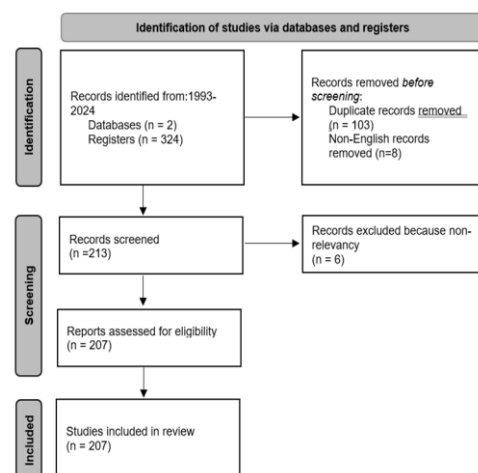 Identification of studies via databases and registers
Identification
Records identified from:1993-
2024
Databases (n = 2)
Registers (n = 324)
Records removed before
screening:
Duplicate records removed
(n = 103)
Non-English records
removed (n=8)
Screening
Records screened
(n =213)
Records excluded because non-
relevancy
(n = 6)
Reports assessed for eligibility
(n = 207)
Included
Studies included in review
(n = 207)